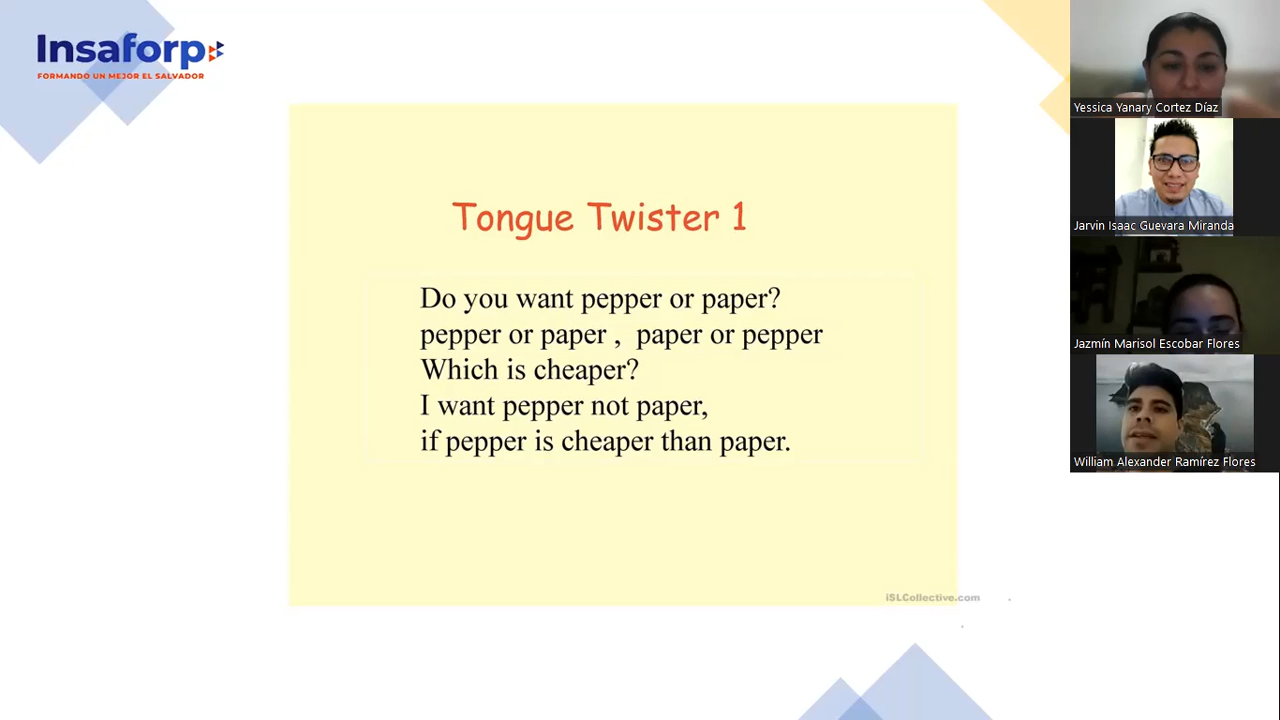 Insaforp
FORMANDO UN MEJOR EL SALVADOR
Tongue Twister 1
Do you want pepper or paper?
pepper or paper , paper or pepper
Which is cheaper?
I want pepper not paper,
if pepper is cheaper than paper.
iSLCollective.com
Yessica Yanary Cortez Díaz
Jarvin Isaac Guevara Miranda
Jazmín Marisol Escobar Flores
William Alexander Ramírez Flores